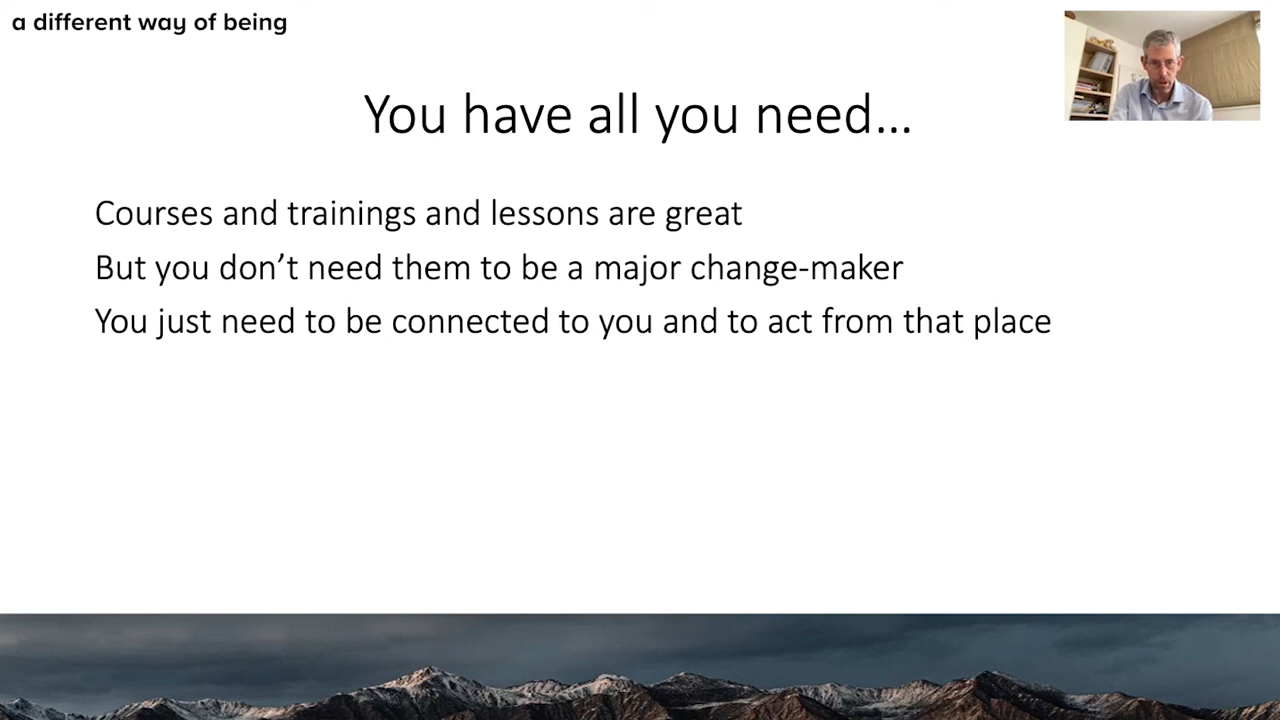 a different way of being
You have all you need...
Courses and trainings and lessons are great
But you don’t need them to be a major change-maker
You just need to be connected to you and to act from that place